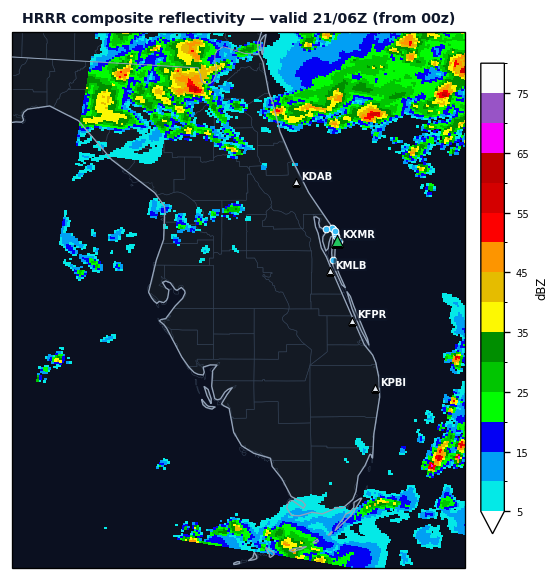 HRRR composite reflectivity — valid 21/06Z (from 00z)
KDAB
KXMR
KMLB
KFPR
KPBI
75
65
55
45
35
25
15
5
dBZ